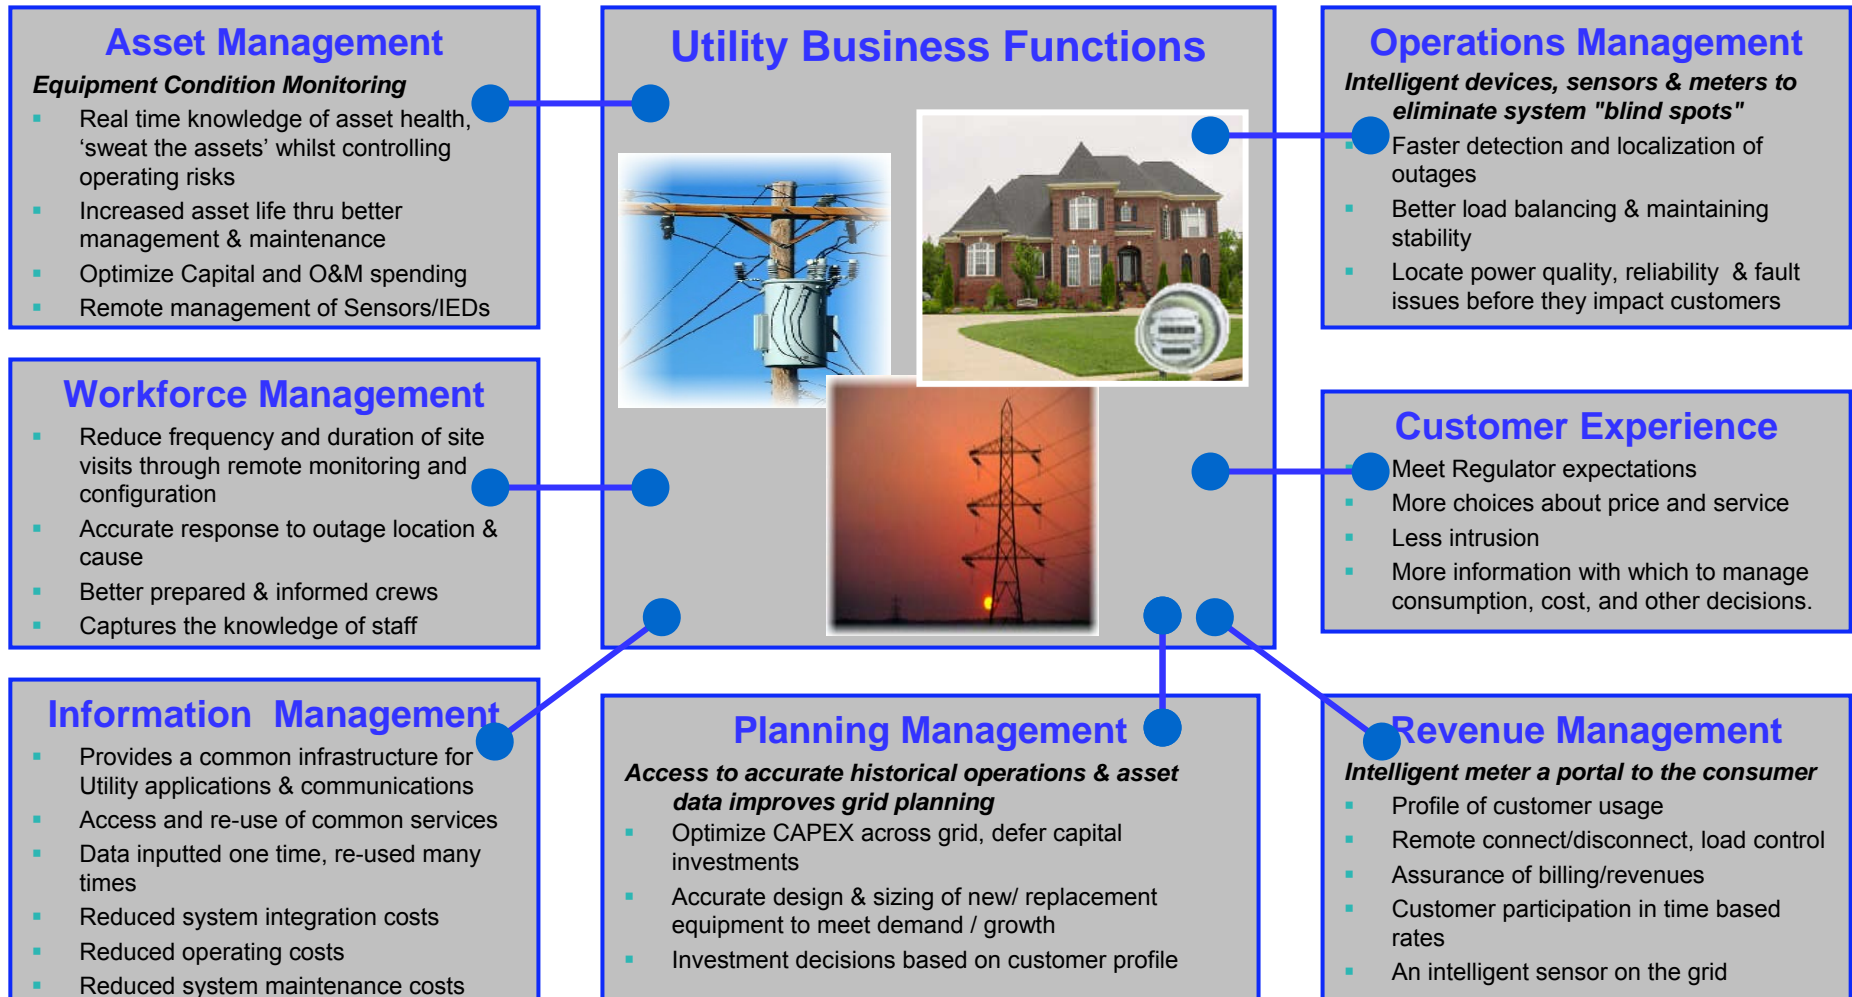 Asset Management
Equipment Condition Monitoring
Real time knowledge of asset health,
‘sweat the assets’ whilst controlling
operating risks
Increased asset life thru better
management & maintenance
Optimize Capital and O&M spending
Remote management of Sensors/IEDs
Utility Business Functions
Operations Management
Intelligent devices, sensors & meters to
eliminate system "blind spots"
Faster detection and localization of
outages
Better load balancing & maintaining
stability
Locate power quality, reliability & fault
issues before they impact customers
Workforce Management
Reduce frequency and duration of site
visits through remote monitoring and
configuration
Accurate response to outage location &
cause
Better prepared & informed crews
Captures the knowledge of staff
Customer Experience
Meet Regulator expectations
More choices about price and service
Less intrusion
More information with which to manage
consumption, cost, and other decisions.
Information Management
Provides a common infrastructure for
Utility applications & communications
Access and re-use of common services
Data inputted one time, re-used many
times
Reduced system integration costs
Reduced operating costs
Reduced system maintenance costs
Planning Management
Access to accurate historical operations & asset
data improves grid planning
Optimize CAPEX across grid, defer capital
investments
Accurate design & sizing of new/ replacement
equipment to meet demand / growth
Investment decisions based on customer profile
Revenue Management
Intelligent meter a portal to the consumer
Profile of customer usage
Remote connect/disconnect, load control
Assurance of billing/revenues
Customer participation in time based
rates
An intelligent sensor on the grid